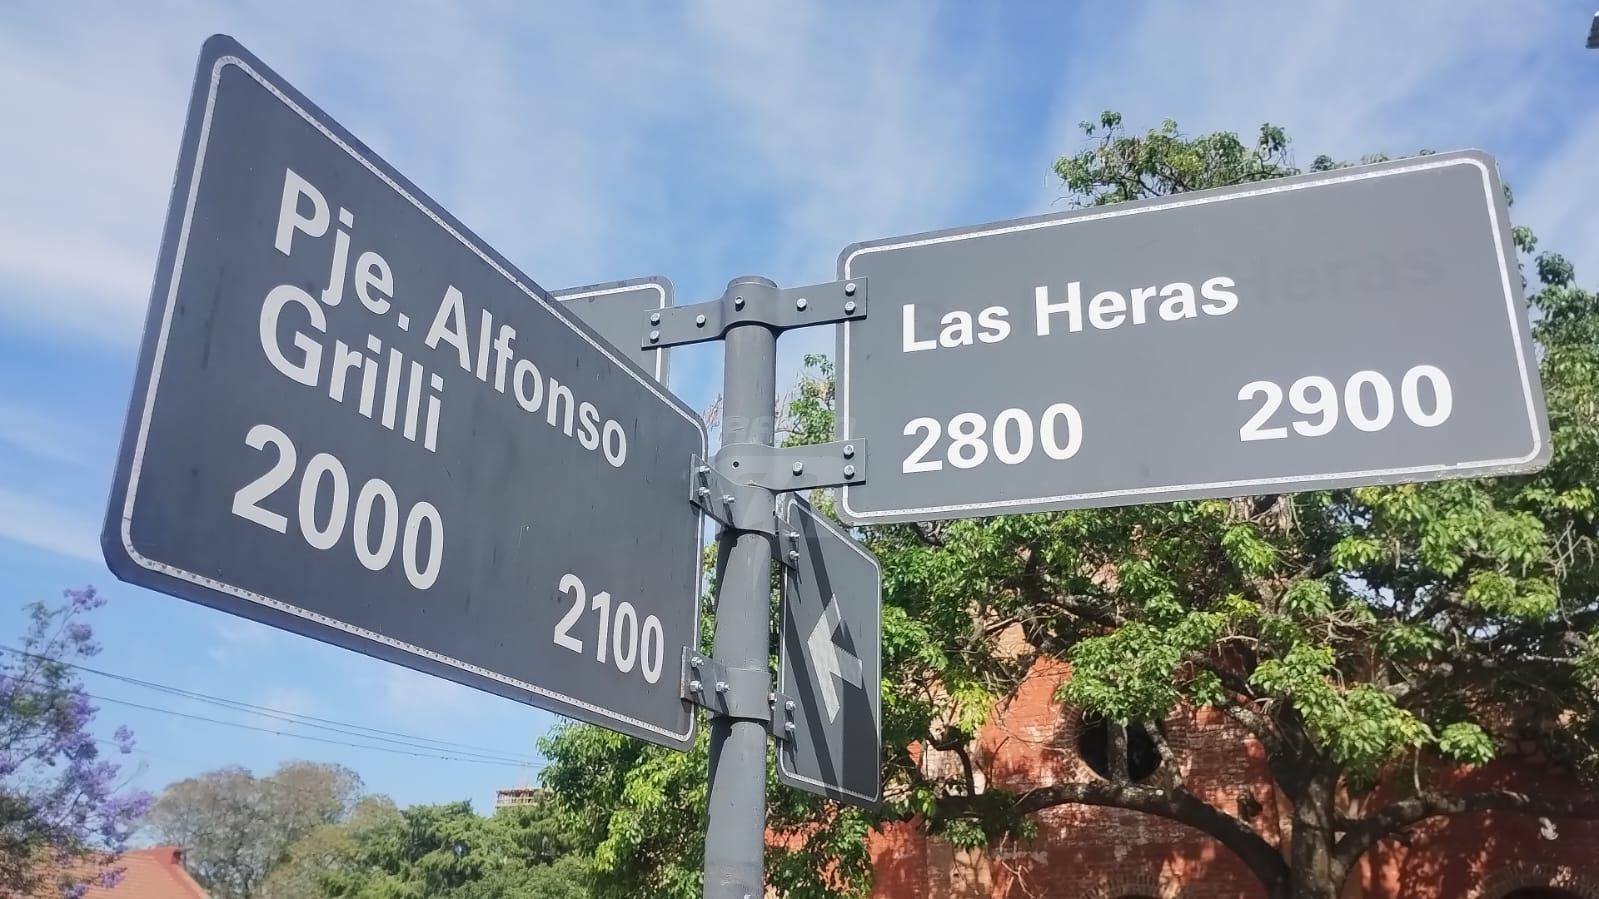 Pje. Alfonso
Grilli
2000 2100
Las Heras
2800 2900